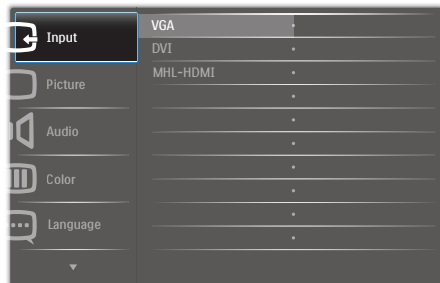 Input
VGA
DVI
MHL-HDMI
Picture
Audio
Color
Language